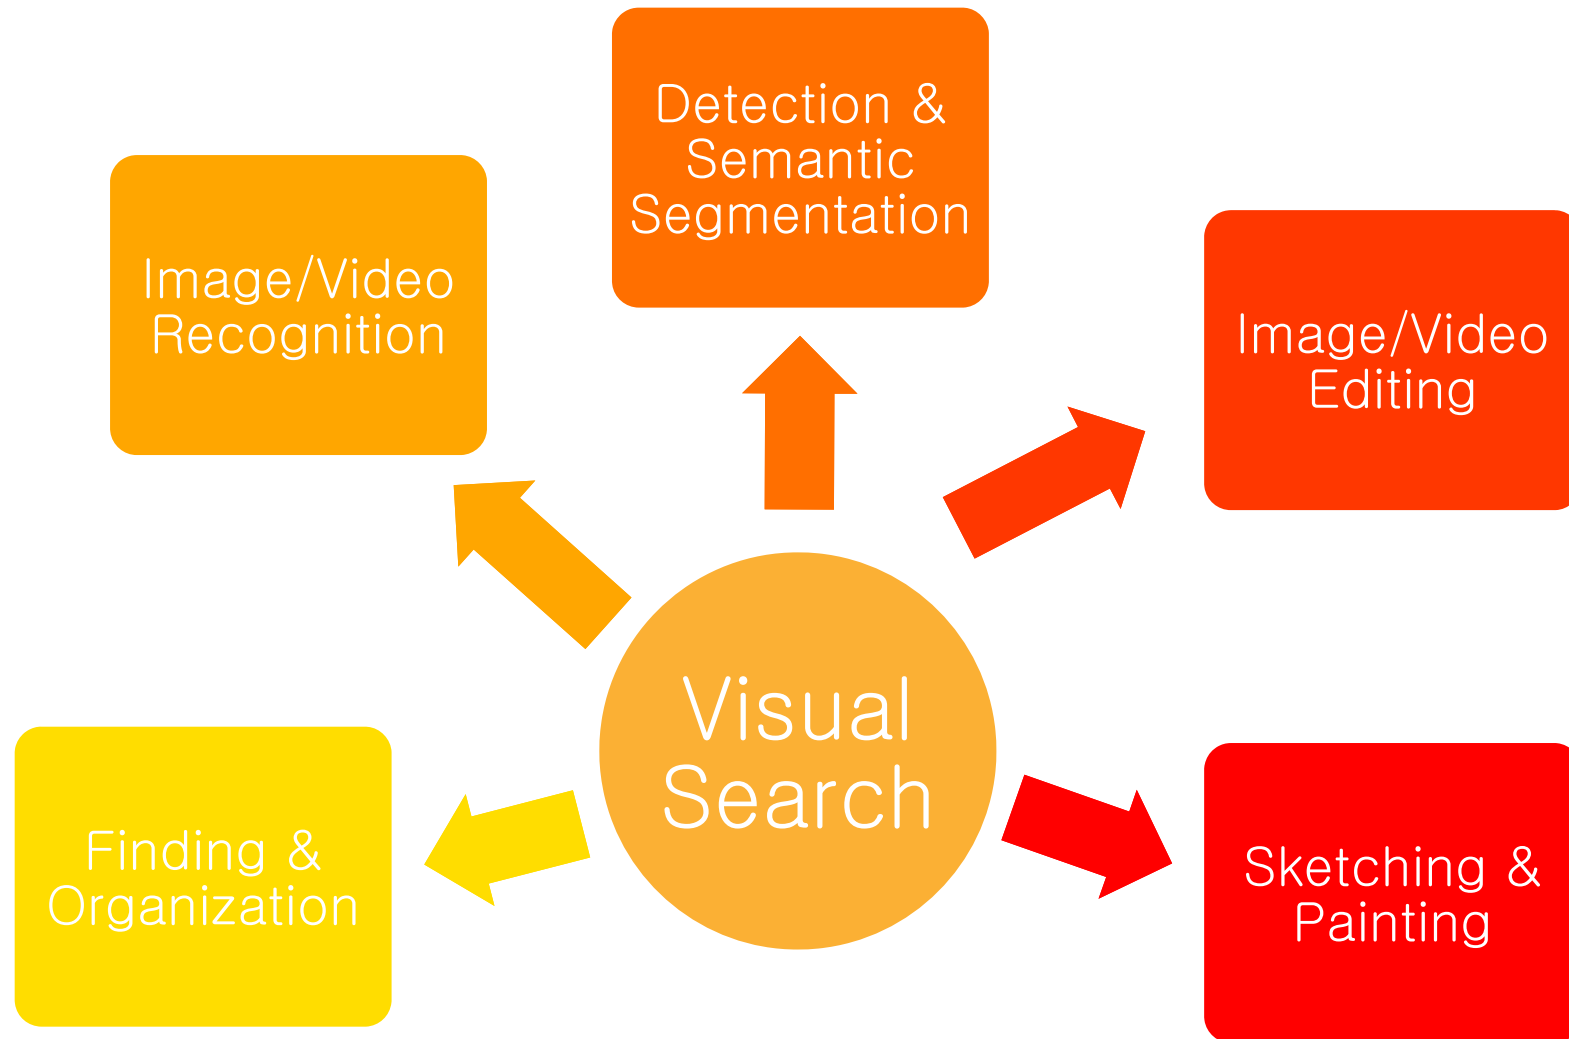 Detection &
Semantic
Segmentation
Image/Video
Recognition
Image/Video
Editing
Visual
Search
Finding &
Organization
Sketching &
Painting